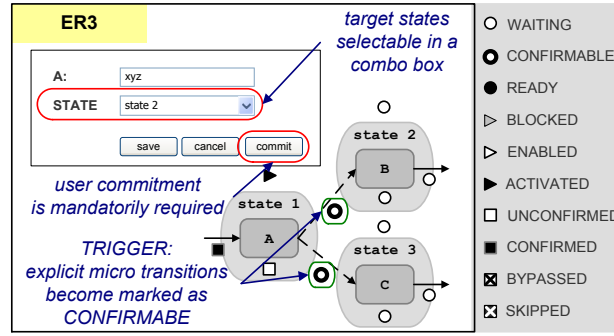 ER3
target states
selectable in a
combo box
A:
xyz
STATE
state 2
save
cancel
commit
user commitment
is mandatorily required
TRIGGER:
explicit micro transitions
become marked as
CONFIRMABE
state 1
A
state 2
B
state 3
C
WAITING
CONFIRMABLE
READY
BLOCKED
ENABLED
ACTIVATED
UNCONFIRMED
CONFIRMED
BYPASSED
SKIPPED